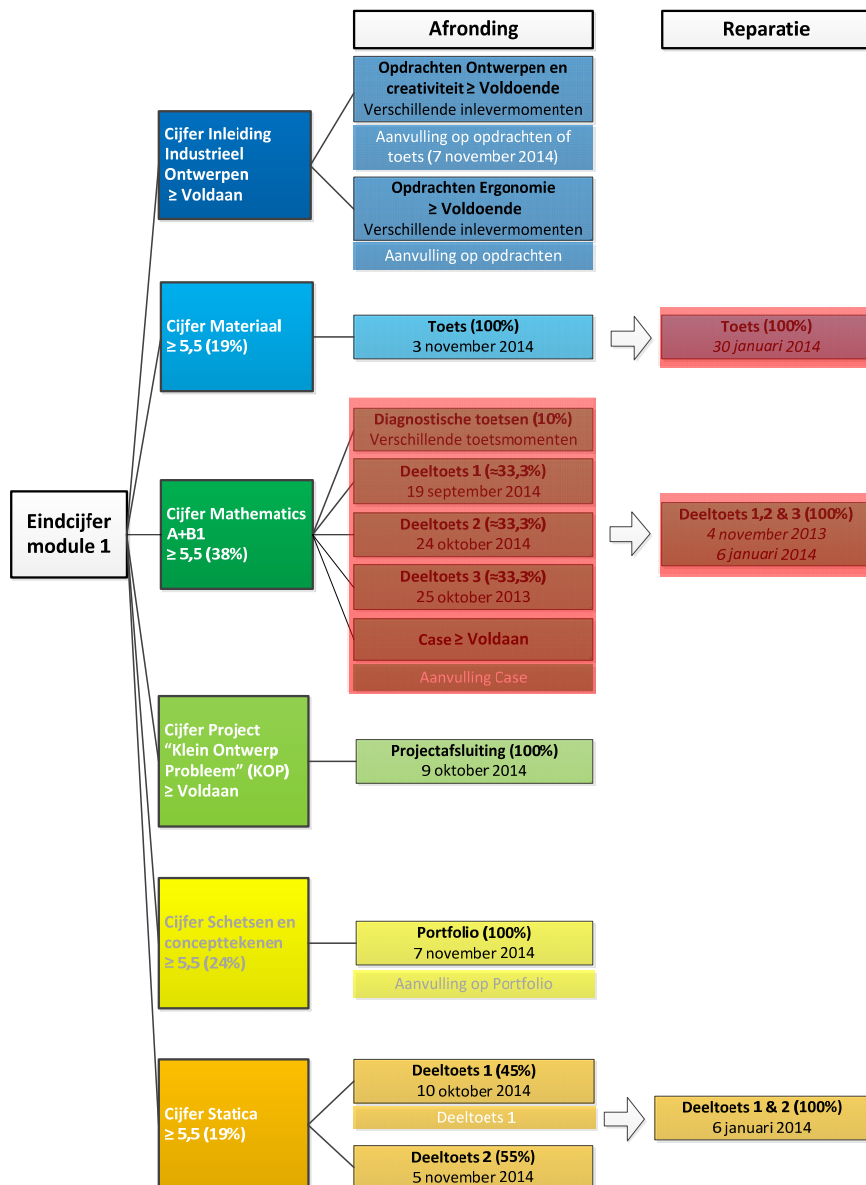 Afronding
Reparatie
Eindcijfer
module 1
Cijfer Inleiding
Industrieel
Ontwerpen
≥ Voldaan
Opdrachten Ontwerpen en
creativiteit ≥ Voldoende
Verschillende inlevermomenten
Aanvulling op opdrachten of
toets (7 november 2014)
Opdrachten Ergonomie
≥ Voldoende
Verschillende inlevermomenten
Aanvulling op opdrachten
Cijfer Materiaal
≥ 5,5 (19%)
Toets (100%)
3 november 2014
Toets (100%)
30 januari 2014
Cijfer Mathematics
A+B1
≥ 5,5 (38%)
Diagnostische toetsen (10%)
Verschillende toetsmomenten
Deeltoets 1 (≈33,3%)
19 september 2014
Deeltoets 2 (≈33,3%)
24 oktober 2014
Deeltoets 3 (≈33,3%)
25 oktober 2013
Case ≥ Voldaan
Aanvulling Case
Deeltoets 1,2 & 3 (100%)
4 november 2013
6 januari 2014
Cijfer Project
“Klein Ontwerp
Probleem” (KOP)
≥ Voldaan
Projectafsluiting (100%)
9 oktober 2014
Cijfer Schetsen en
concepttekenen
≥ 5,5 (24%)
Portfolio (100%)
7 november 2014
Aanvulling op Portfolio
Cijfer Statica
≥ 5,5 (19%)
Deeltoets 1 (45%)
10 oktober 2014
Deeltoets 1
Deeltoets 2 (55%)
5 november 2014
Deeltoets 1 & 2 (100%)
6 januari 2014